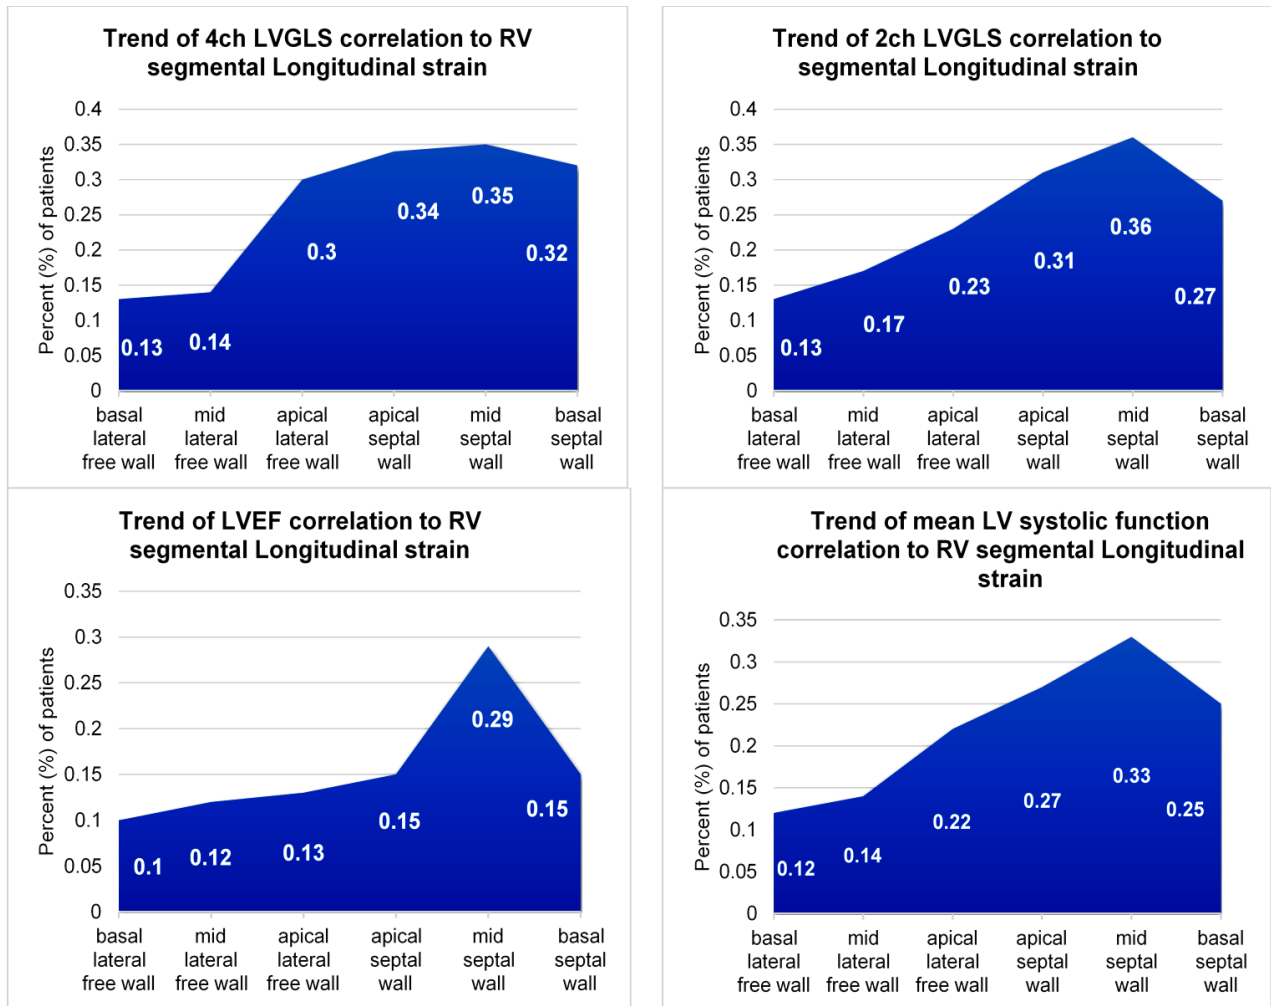 Trend of 4ch LVGLS correlation to RV
segmental Longitudinal strain
Percent (%) of patients
0.4
0.35
0.3
0.25
0.2
0.15
0.1
0.05
0
0.13
0.14
0.3
0.34
0.35
0.32
basal lateral free wall
mid lateral free wall
apical lateral free wall
apical septal wall
mid septal wall
basal septal wall
Trend of 2ch LVGLS correlation to
segmental Longitudinal strain
Percent (%) of patients
0.4
0.35
0.3
0.25
0.2
0.15
0.1
0.05
0
0.13
0.17
0.23
0.31
0.36
0.27
basal lateral free wall
mid lateral free wall
apical lateral free wall
apical septal wall
mid septal wall
basal septal wall
Trend of LVEF correlation to RV
segmental Longitudinal strain
Percent (%) of patients
0.35
0.3
0.25
0.2
0.15
0.1
0.05
0
0.1
0.12
0.13
0.15
0.29
0.15
basal lateral free wall
mid lateral free wall
apical lateral free wall
apical septal wall
mid septal wall
basal septal wall
Trend of mean LV systolic function
correlation to RV segmental Longitudinal
strain
Percent (%) of patients
0.35
0.3
0.25
0.2
0.15
0.1
0.05
0
0.12
0.14
0.22
0.27
0.33
0.25
basal lateral free wall
mid lateral free wall
apical lateral free wall
apical septal wall
mid septal wall
basal septal wall